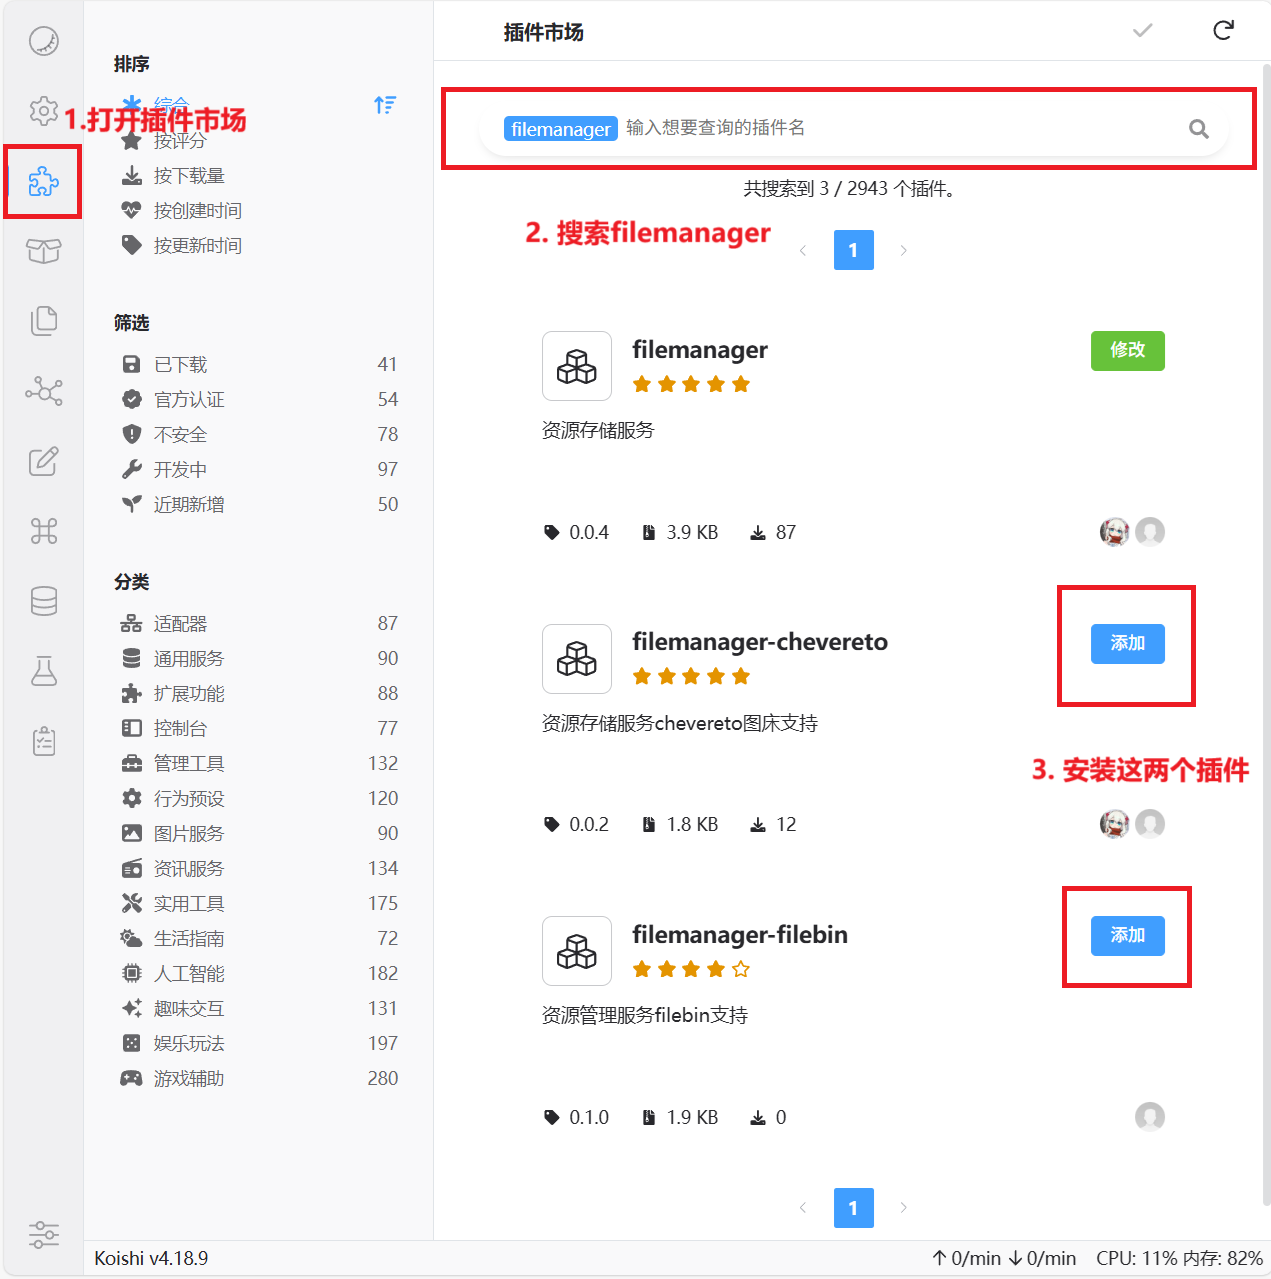 排序
综合
1.打开插件市场
按评分
按下载量
按创建时间
按更新时间
筛选
已下载 41
官方认证 54
不安全 78
开发中 97
近期新增 50
分类
适配器 87
通用服务 90
扩展功能 88
控制台 77
管理工具 132
行为预设 120
图片服务 90
资讯服务 134
实用工具 175
生活指南 72
人工智能 182
趣味交互 131
娱乐玩法 197
游戏辅助 280
插件市场
filemanager 输入想要查询的插件名
共搜索到 3 / 2943 个插件。
2. 搜索filemanager
1
filemanager
修改
资源存储服务
0.0.4 3.9 KB 87
filemanager-chevereto
添加
资源存储服务chevereto图床支持
3. 安装这两个插件
0.0.2 1.8 KB 12
filemanager-filebin
添加
资源管理服务filebin支持
0.1.0 1.9 KB 0
1
Koishi v4.18.9
↑ 0/min ↓ 0/min CPU: 11% 内存: 82%